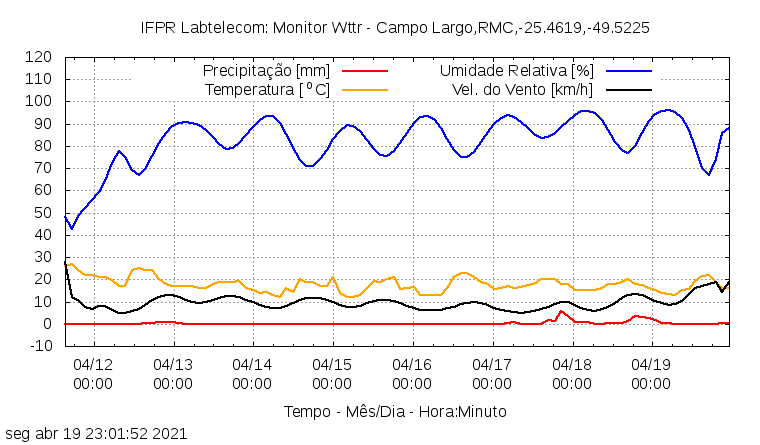 IFPR Labtelecom: Monitor Wttr - Campo Largo,RMC,-25.4619,-49.5225
120
110
100
90
80
70
60
50
40
30
20
10
0
-10
Precipitação [mm]
Temperatura [ ⁰C]
Umidade Relativa [%]
Vel. do Vento [km/h]
04/12 04/13 04/14 04/15 04/16 04/17 04/18 04/19
00:00 00:00 00:00 00:00 00:00 00:00 00:00 00:00
Tempo - Mês/Dia - Hora:Minuto
seg abr 19 23:01:52 2021